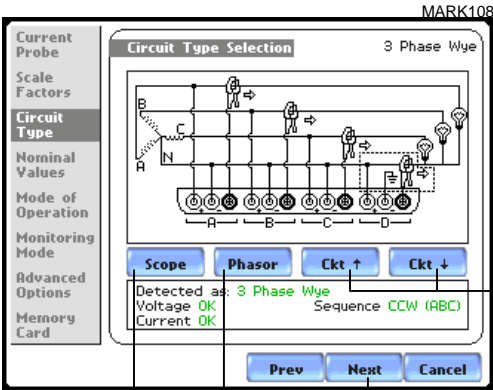 MARK108
Current
Probe
Scale
Factors
Circuit
Type
Nominal
Values
Mode of
Operation
Monitoring
Mode
Advanced
Options
Memory
Card
Circuit Type Selection
3 Phase Wye
B
C
N
A
+ - + - + - + -
A B C D
Scope
Phasor
Ckt ↑
Ckt ↓
Detected as: 3 Phase Wye
Voltage OK Sequence CCW (ABC)
Current OK
Prev
Next
Cancel